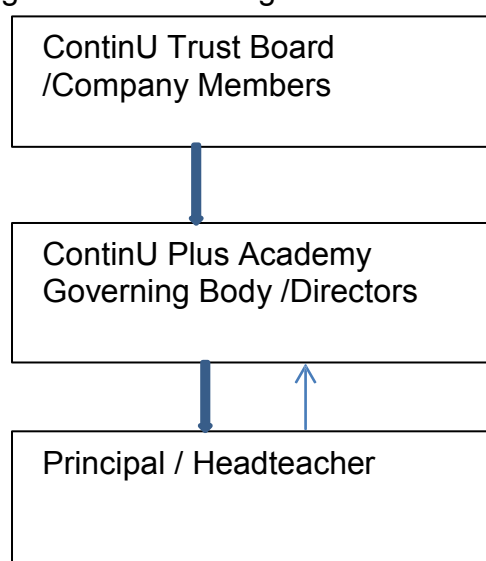 ContinU Trust Board
/Company Members
ContinU Plus Academy
Governing Body /Directors
Principal / Headteacher